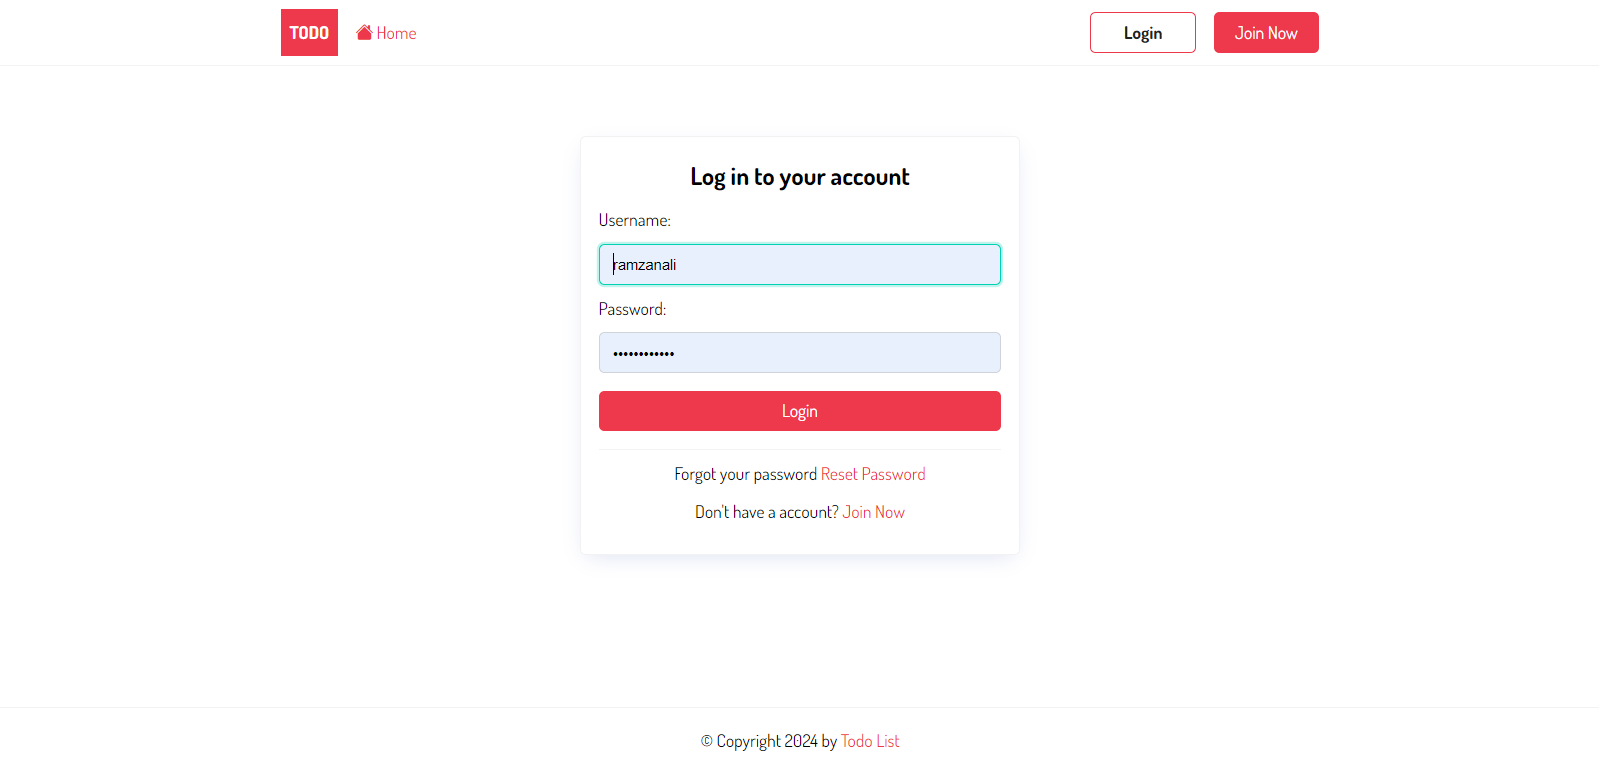 TODO Home Login Join Now
Log in to your account
Username:
ramzanali
Password:
••••••••••••
Login
Forgot your password Reset Password
Don't have a account? Join Now
© Copyright 2024 by Todo List